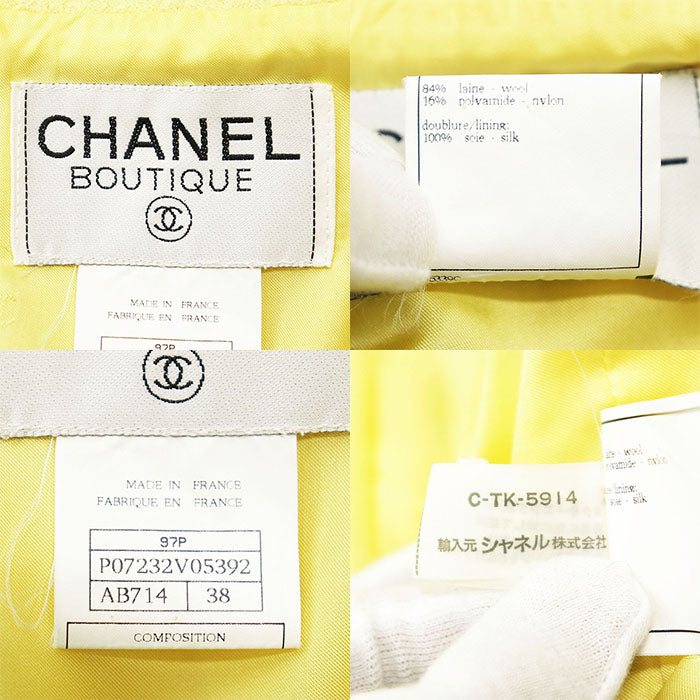 CHANEL
BOUTIQUE
MADE IN FRANCE
FABRIQUE EN FRANCE
97P
84% laine - wool
16% polyamide - nylon
doublure/lining:
100% soie - silk
MADE IN FRANCE
FABRIQUE EN FRANCE
97P
P07232V05392
AB714 38
COMPOSITION
C-TK-5914
輸入元 シャネル株式会社
- wool
- nylon
lining:
- silk